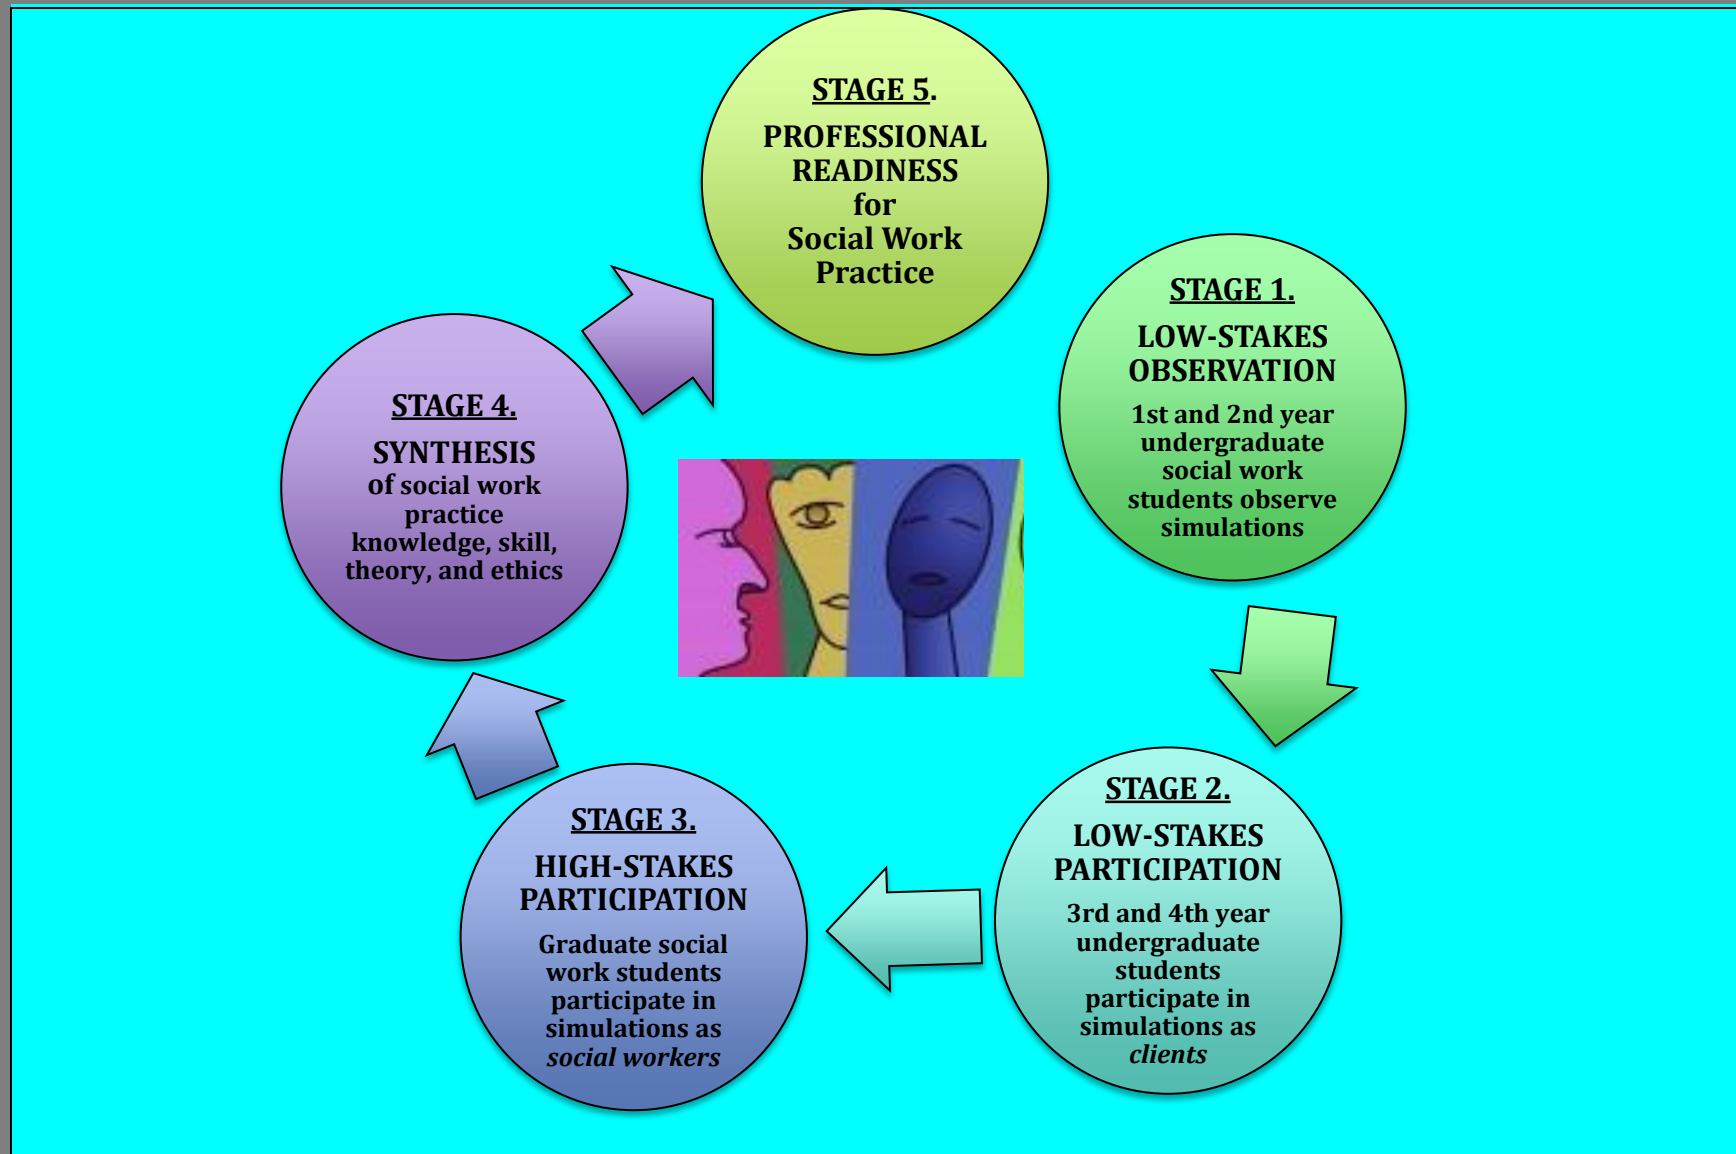 STAGE 5.
PROFESSIONAL
READINESS
for
Social Work
Practice
STAGE 1.
LOW-STAKES
OBSERVATION
1st and 2nd year
undergraduate
social work
students observe
simulations
STAGE 2.
LOW-STAKES
PARTICIPATION
3rd and 4th year
undergraduate
students
participate in
simulations as
clients
STAGE 3.
HIGH-STAKES
PARTICIPATION
Graduate social
work students
participate in
simulations as
social workers
STAGE 4.
SYNTHESIS
of social work
practice
knowledge, skill,
theory, and ethics